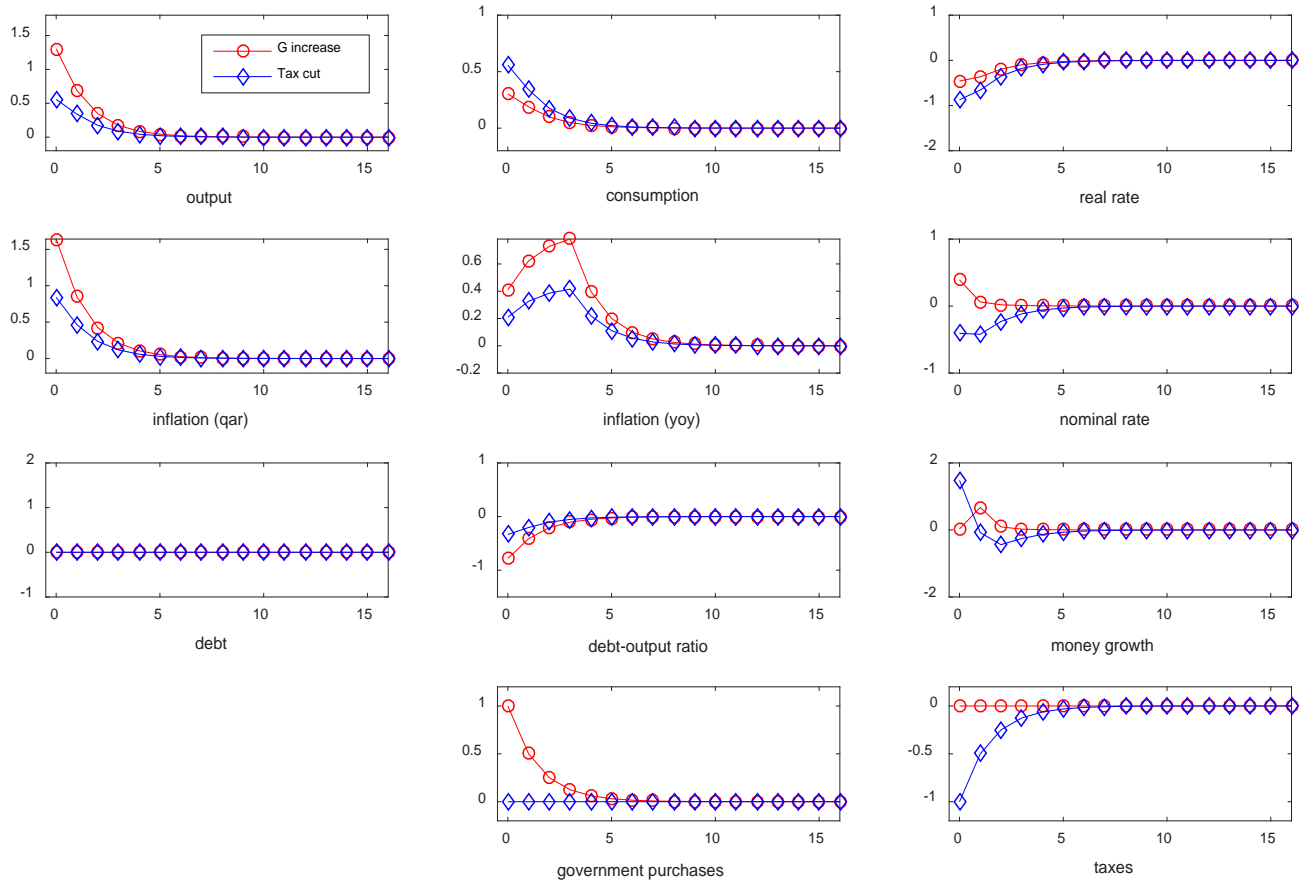 1.5
1
0.5
0
0 5 10 15
output
G increase
Tax cut
1
0.5
0
0 5 10 15
consumption
1
0
-1
-2
0 5 10 15
real rate
1.5
1
0.5
0
0 5 10 15
inflation (qar)
0.6
0.4
0.2
0
-0.2
0 5 10 15
inflation (yoy)
1
0
-1
0 5 10 15
nominal rate
2
1
0
-1
0 5 10 15
debt
1
0
-1
0 5 10 15
debt-output ratio
2
0
-2
0 5 10 15
money growth
1
0.5
0
0 5 10 15
government purchases
0
-0.5
-1
0 5 10 15
taxes